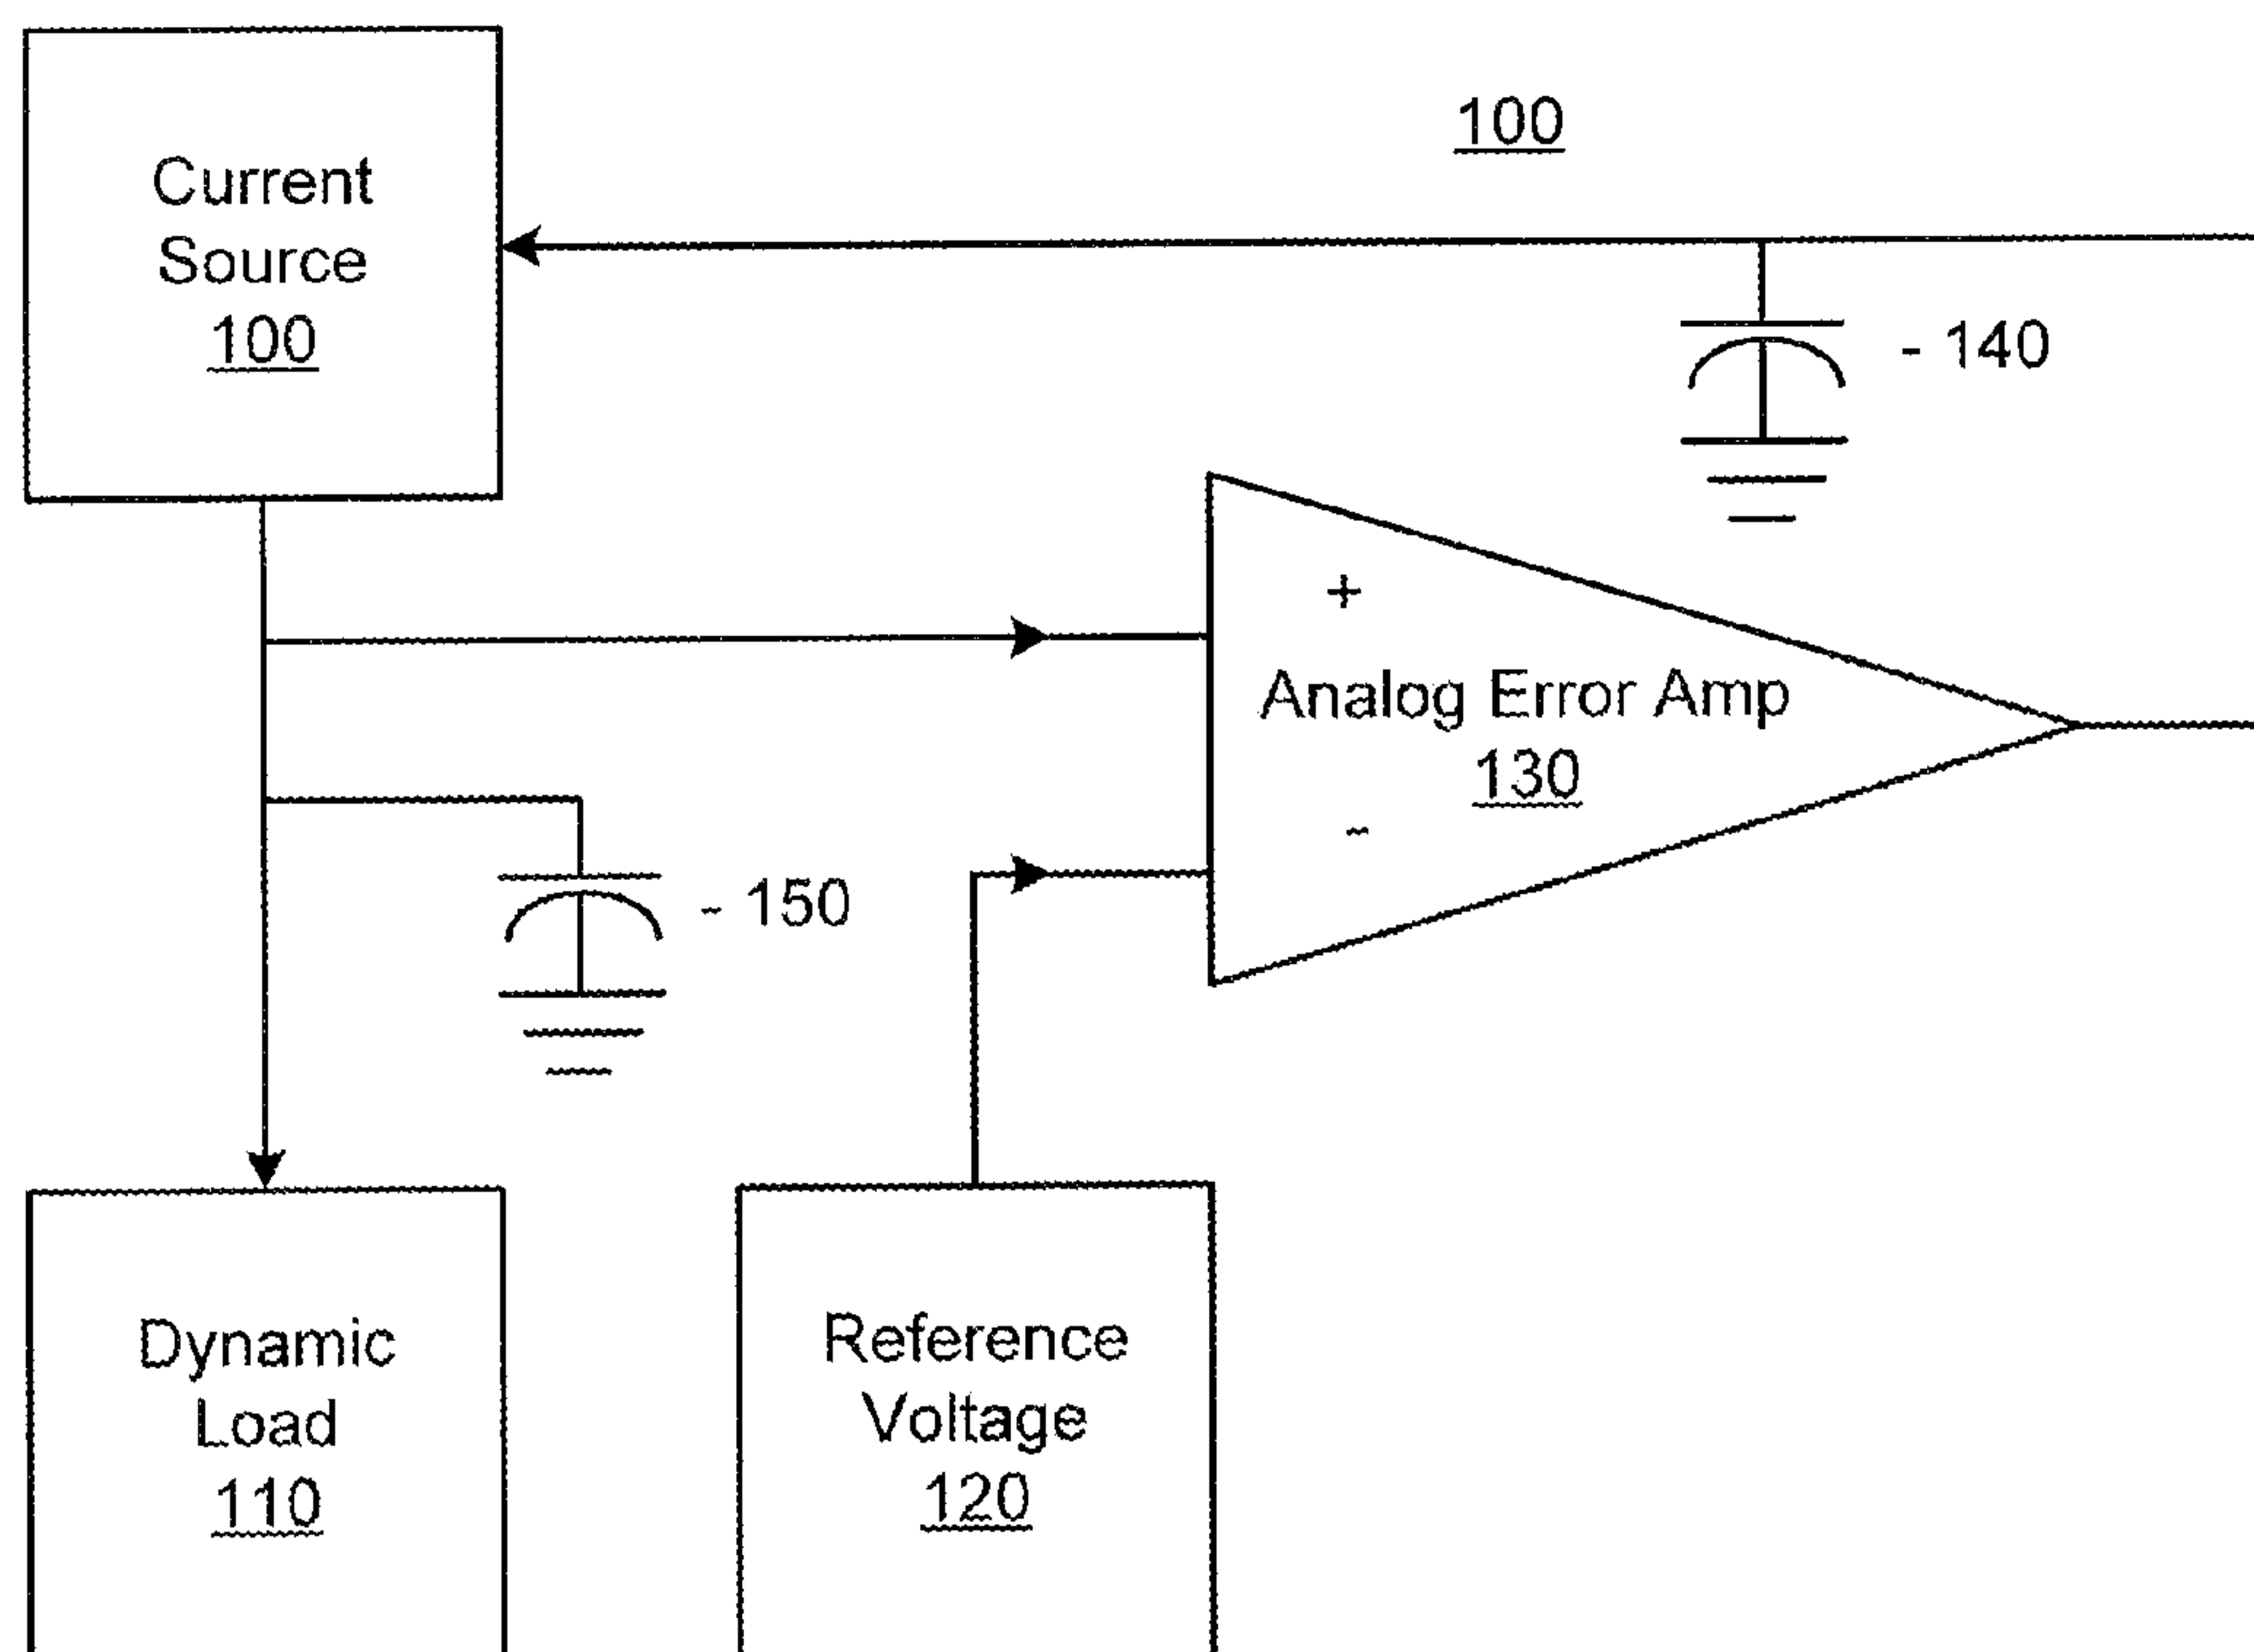 100
Current
Source
100
- 140
+
Analog Error Amp
130
-
- 150
Dynamic
Load
110
Reference
Voltage
120